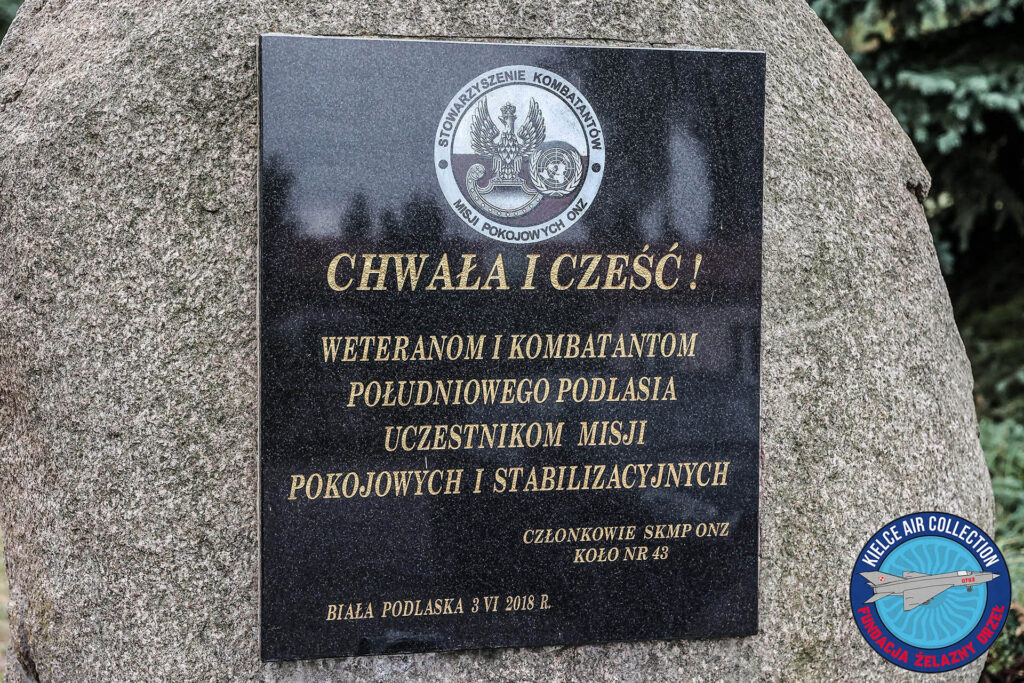 STOWARZYSZENIE KOMBATANTÓW
MISJI POKOJOWYCH ONZ
CHWAŁA I CZEŚĆ !
WETERANOM I KOMBATANTOM
POŁUDNIOWEGO PODLASIA
UCZESTNIKOM MISJI
POKOJOWYCH I STABILIZACYJNYCH
CZŁONKOWIE SKMP ONZ
KOŁO NR 43
BIAŁA PODLASKA 3 VI 2018 R.
KIELCE AIR COLLECTION
FUNDACJA ŻELAZNY ORZEŁ